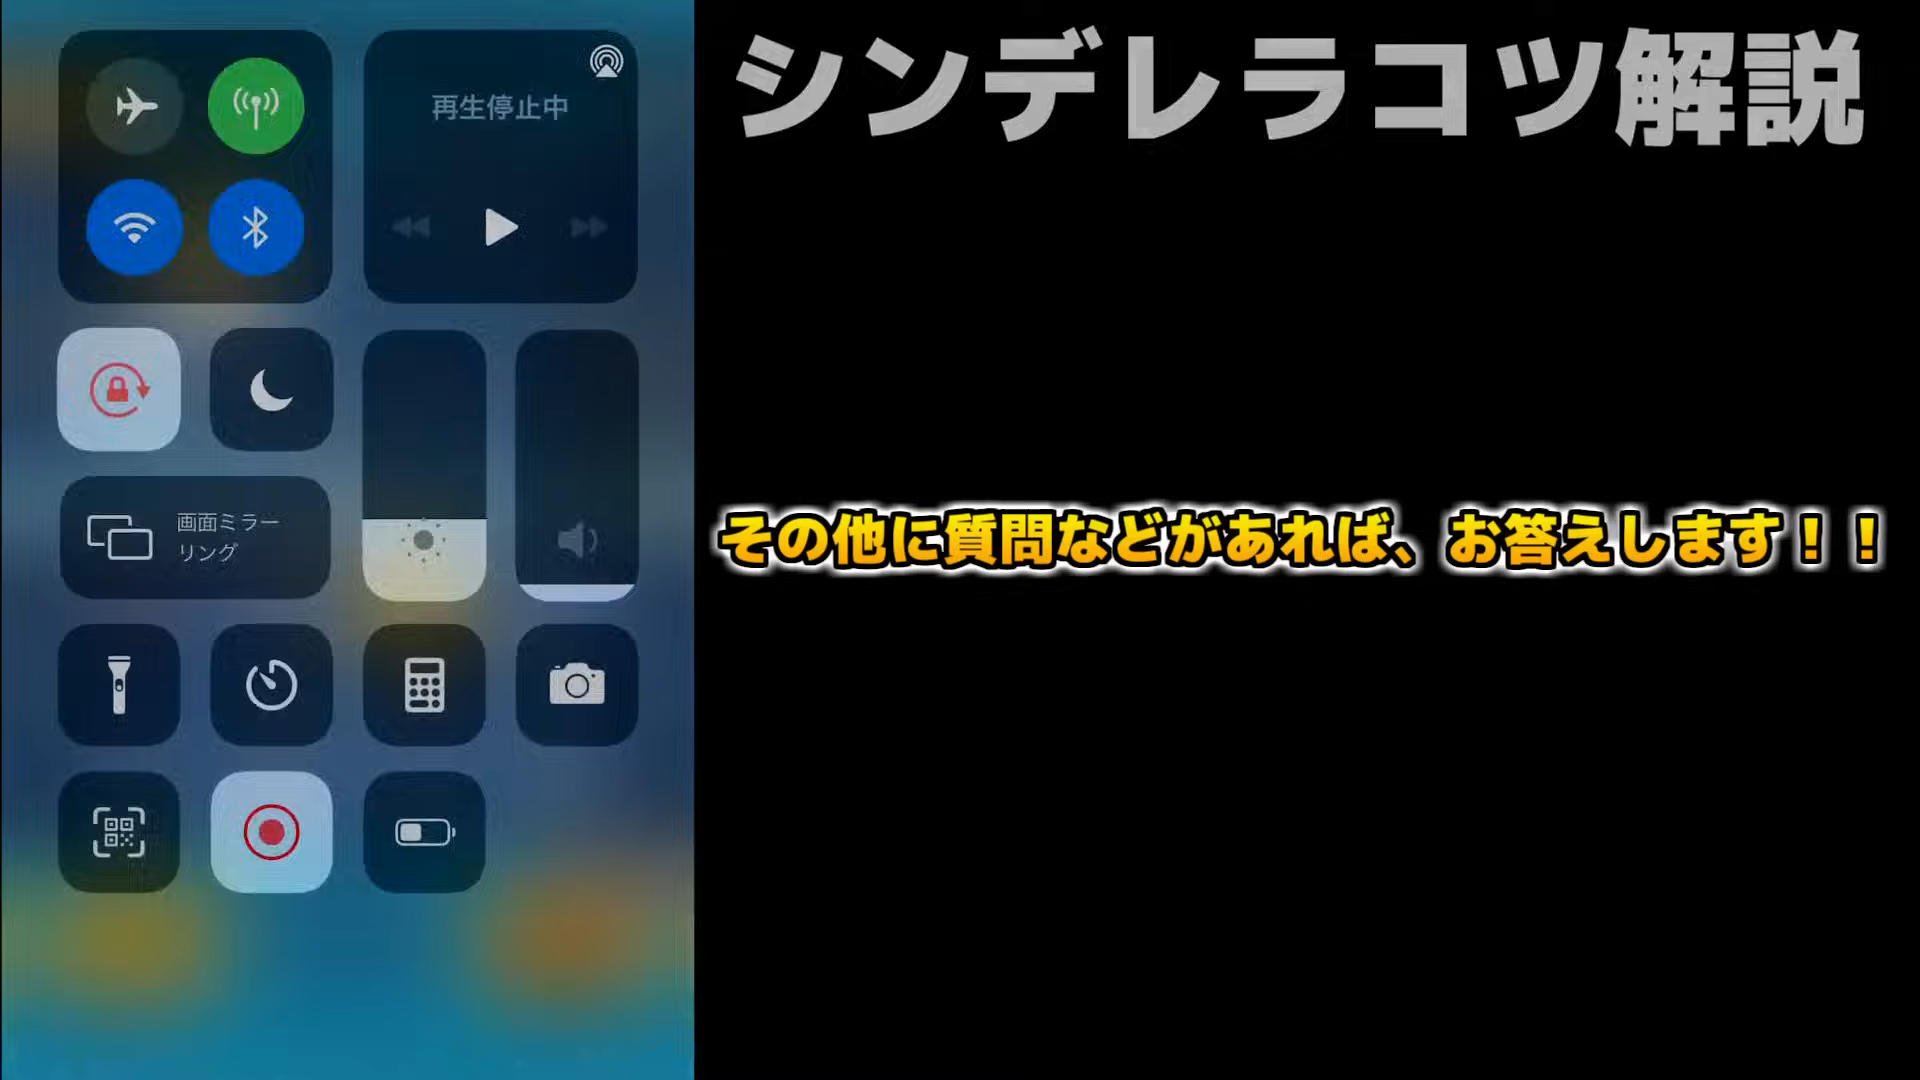 再生停止中
画面ミラー
リング
シンデレラコツ解説
その他に質問などがあれば、お答えします！！